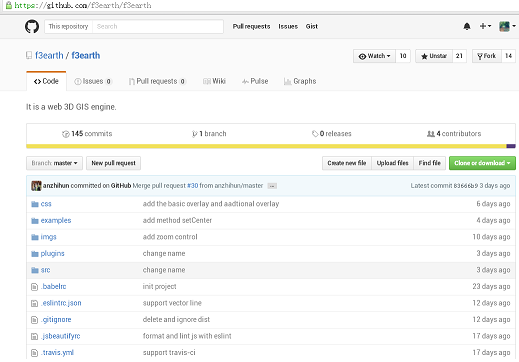 https://github.com/f3earth/f3earth
This repository Search Pull requests Issues Gist
f3earth / f3earth Watch 10 Unstar 21 Fork 14
Code Issues 0 Pull requests 0 Wiki Pulse Graphs
It is a web 3D GIS engine.
145 commits 1 branch 0 releases 4 contributors
Branch: master New pull request Create new file Upload files Find file Clone or download
anzhihun committed on GitHub Merge pull request #30 from anzhihun/master ... Latest commit 83666b9 3 days ago
css add the basic overlay and aadtional overlay 6 days ago
examples add method setCenter 4 days ago
imgs add zoom control 10 days ago
plugins change name 3 days ago
src change name 3 days ago
.babelrc init project 23 days ago
.eslintrc.json support vector line 12 days ago
.gitignore delete and ignore dist 12 days ago
.jsbeautifyrc format and lint js with eslint 17 days ago
.travis.yml support travis-ci 17 days ago